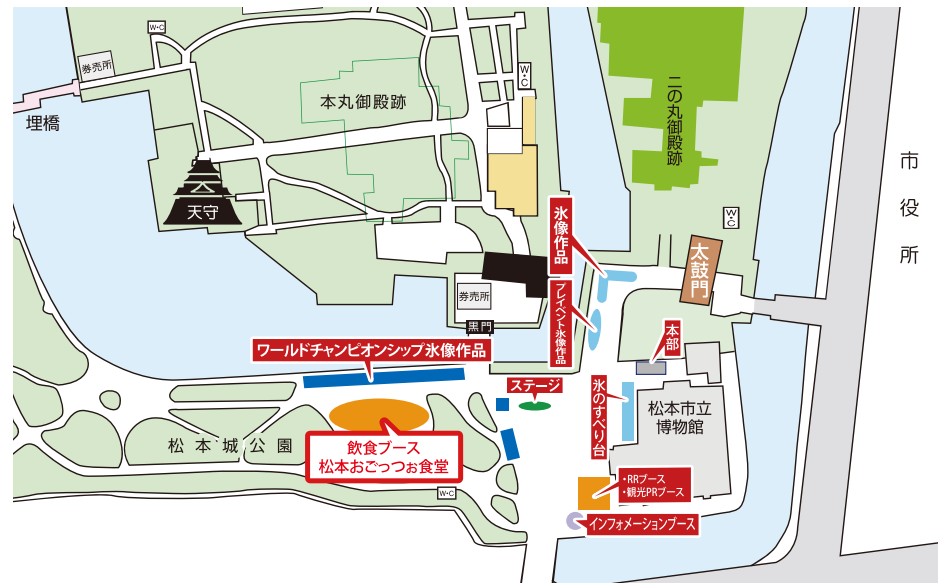 W•C
券売所
埋橋
本丸御殿跡
W•C
二の丸御殿跡
市役所
天守
W•C
氷像作品
太鼓門
券売所
プレイベント氷像作品
黒門
本部
ワールドチャンピオンシップ氷像作品
ステージ
氷のすべり台
松本市立
博物館
松本城公園
飲食ブース
松本おごっつぉ食堂
W•C
・RRブース
・観光PRブース
インフォメーションブース